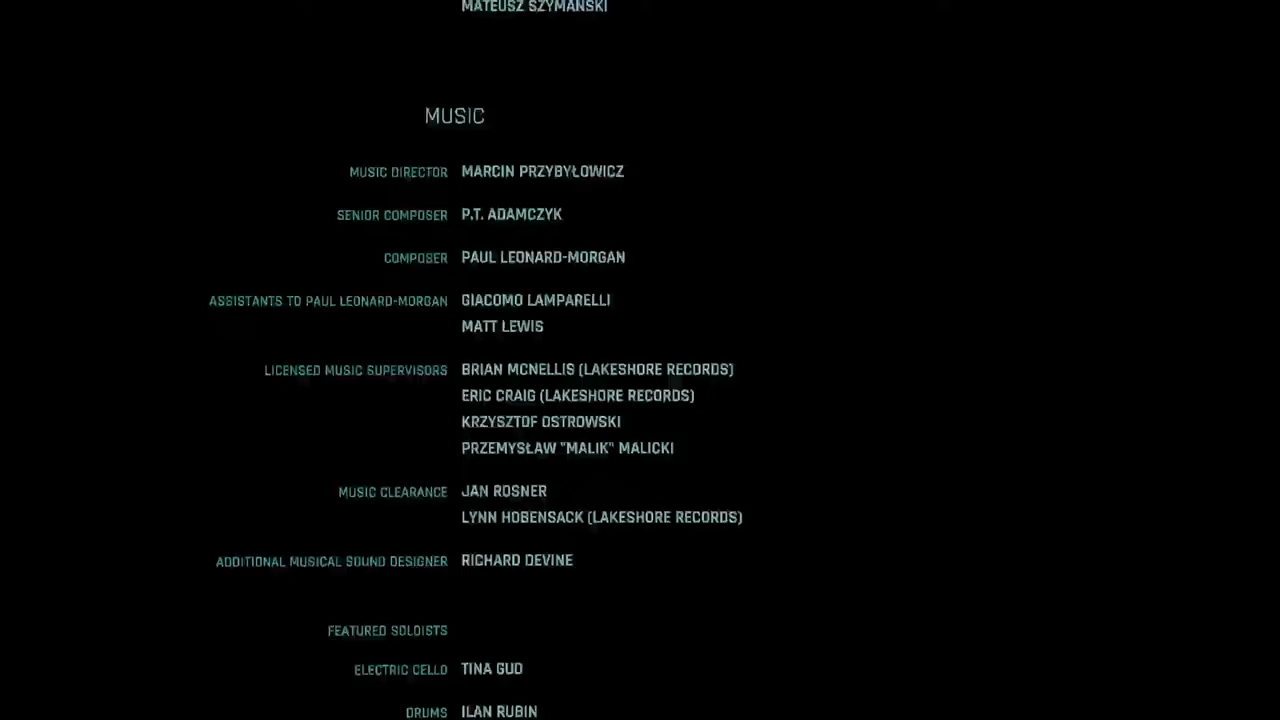 MATEUSZ SZYMAŃSKI
MUSIC
MUSIC DIRECTOR MARCIN PRZYBYŁOWICZ
SENIOR COMPOSER P.T. ADAMCZYK
COMPOSER PAUL LEONARD-MORGAN
ASSISTANTS TO PAUL LEONARD-MORGAN GIACOMO LAMPARELLI
MATT LEWIS
LICENSED MUSIC SUPERVISORS BRIAN MCNELLIS (LAKESHORE RECORDS)
ERIC CRAIG (LAKESHORE RECORDS)
KRZYSZTOF OSTROWSKI
PRZEMYSŁAW "MALIK" MALICKI
MUSIC CLEARANCE JAN ROSNER
LYNN HOBENSACK (LAKESHORE RECORDS)
ADDITIONAL MUSICAL SOUND DESIGNER RICHARD DEVINE
FEATURED SOLOISTS
ELECTRIC CELLO TINA GUO
DRUMS ILAN RUBIN